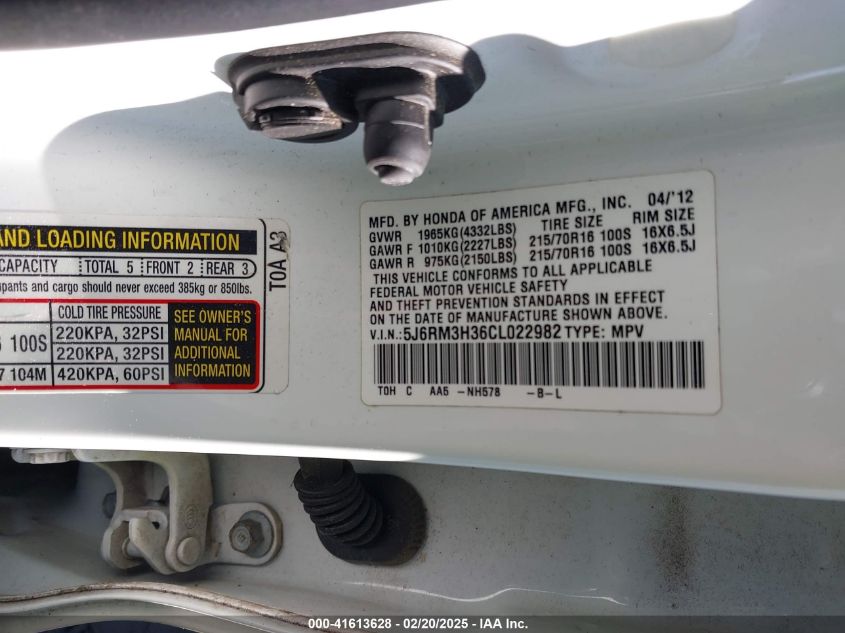 AND LOADING INFORMATION
CAPACITY TOTAL 5 FRONT 2 REAR 3
pants and cargo should never exceed 385kg or 850lbs.
COLD TIRE PRESSURE
100S 220KPA, 32PSI
220KPA, 32PSI
104M 420KPA, 60PSI
SEE OWNER'S
MANUAL FOR
ADDITIONAL
INFORMATION
T0A A3
MFD. BY HONDA OF AMERICA MFG., INC. 04/'12
GVWR 1965KG(4332LBS) TIRE SIZE RIM SIZE
GAWR F 1010KG(2227LBS) 215/70R16 100S 16X6.5J
GAWR R 975KG(2150LBS) 215/70R16 100S 16X6.5J
THIS VEHICLE CONFORMS TO ALL APPLICABLE
FEDERAL MOTOR VEHICLE SAFETY
AND THEFT PREVENTION STANDARDS IN EFFECT
ON THE DATE OF MANUFACTURE SHOWN ABOVE.
V.I.N.:5J6RM3H36CL022982 TYPE: MPV
T0H C AA5 -NH578 -B-L
000-41613628 - 02/20/2025 - IAA Inc.